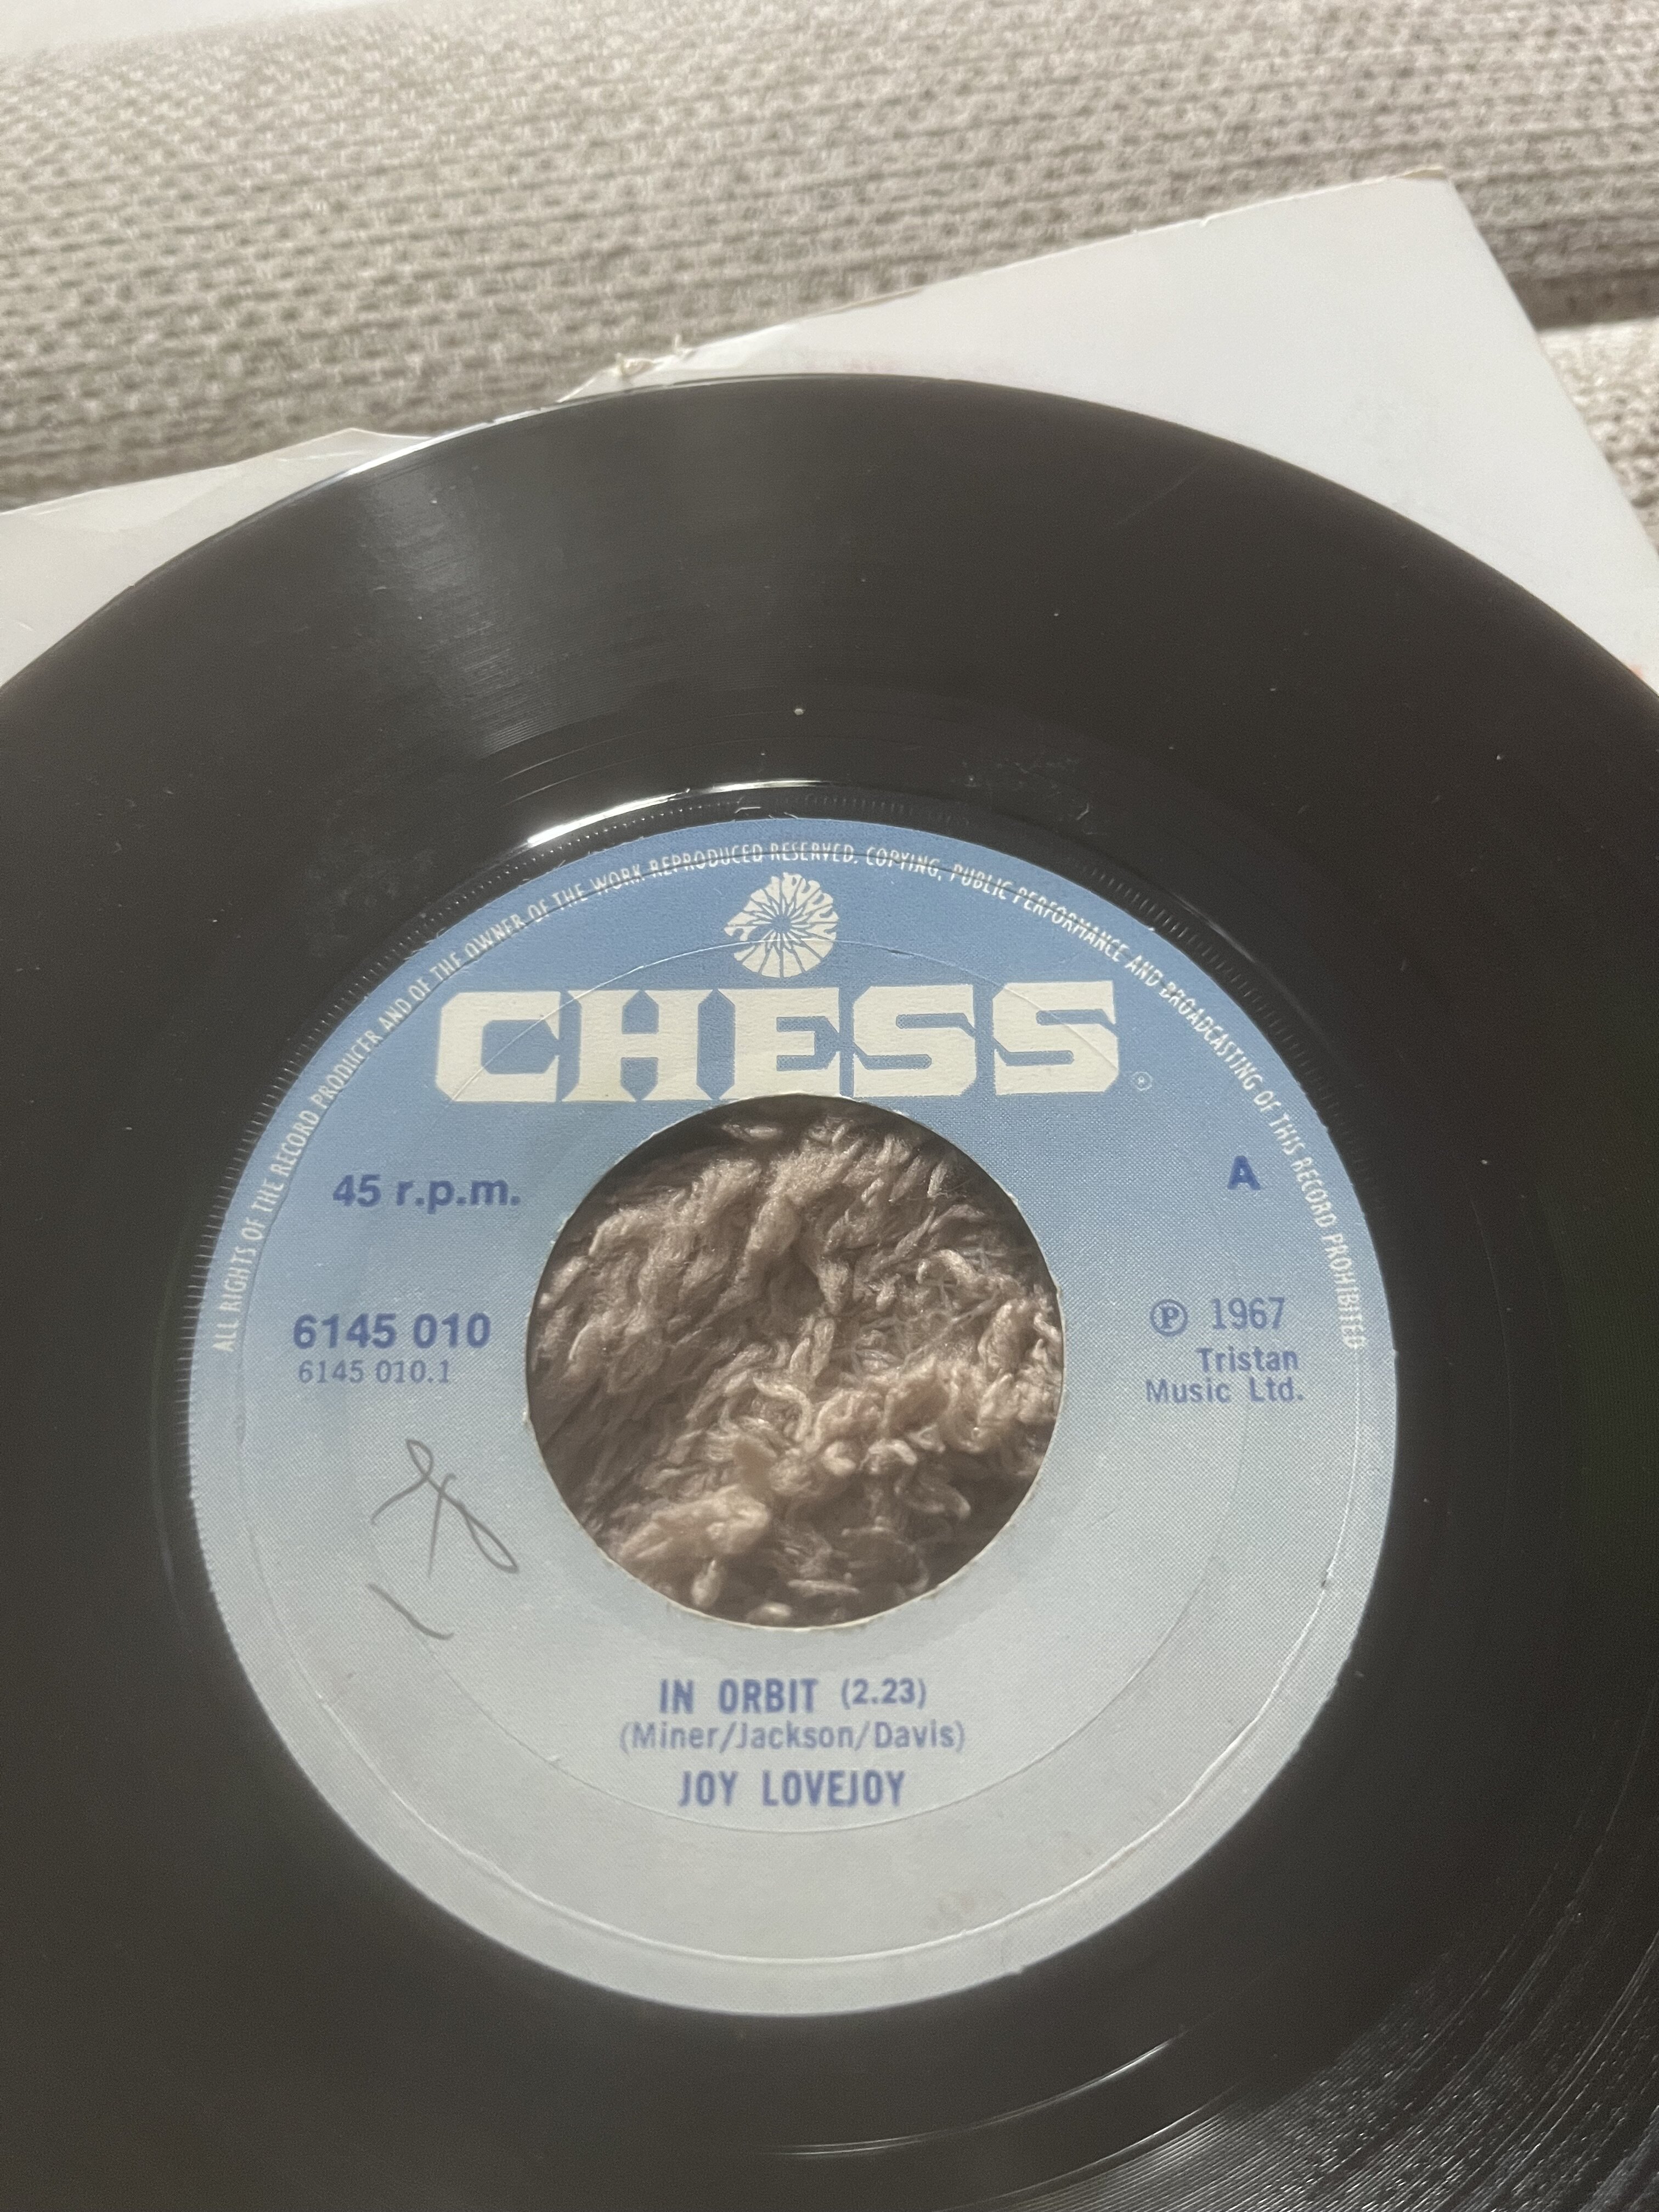 ALL RIGHTS OF THE RECORD PRODUCER AND OF THE OWNER OF THE WORK REPRODUCED RESERVED. COPYING, PUBLIC PERFORMANCE AND BROADCASTING OF THIS RECORD PROHIBITED
CHESS ®
45 r.p.m.
A
6145 010
6145 010.1
℗ 1967
Tristan
Music Ltd.
IN ORBIT (2.23)
(Miner/Jackson/Davis)
JOY LOVEJOY